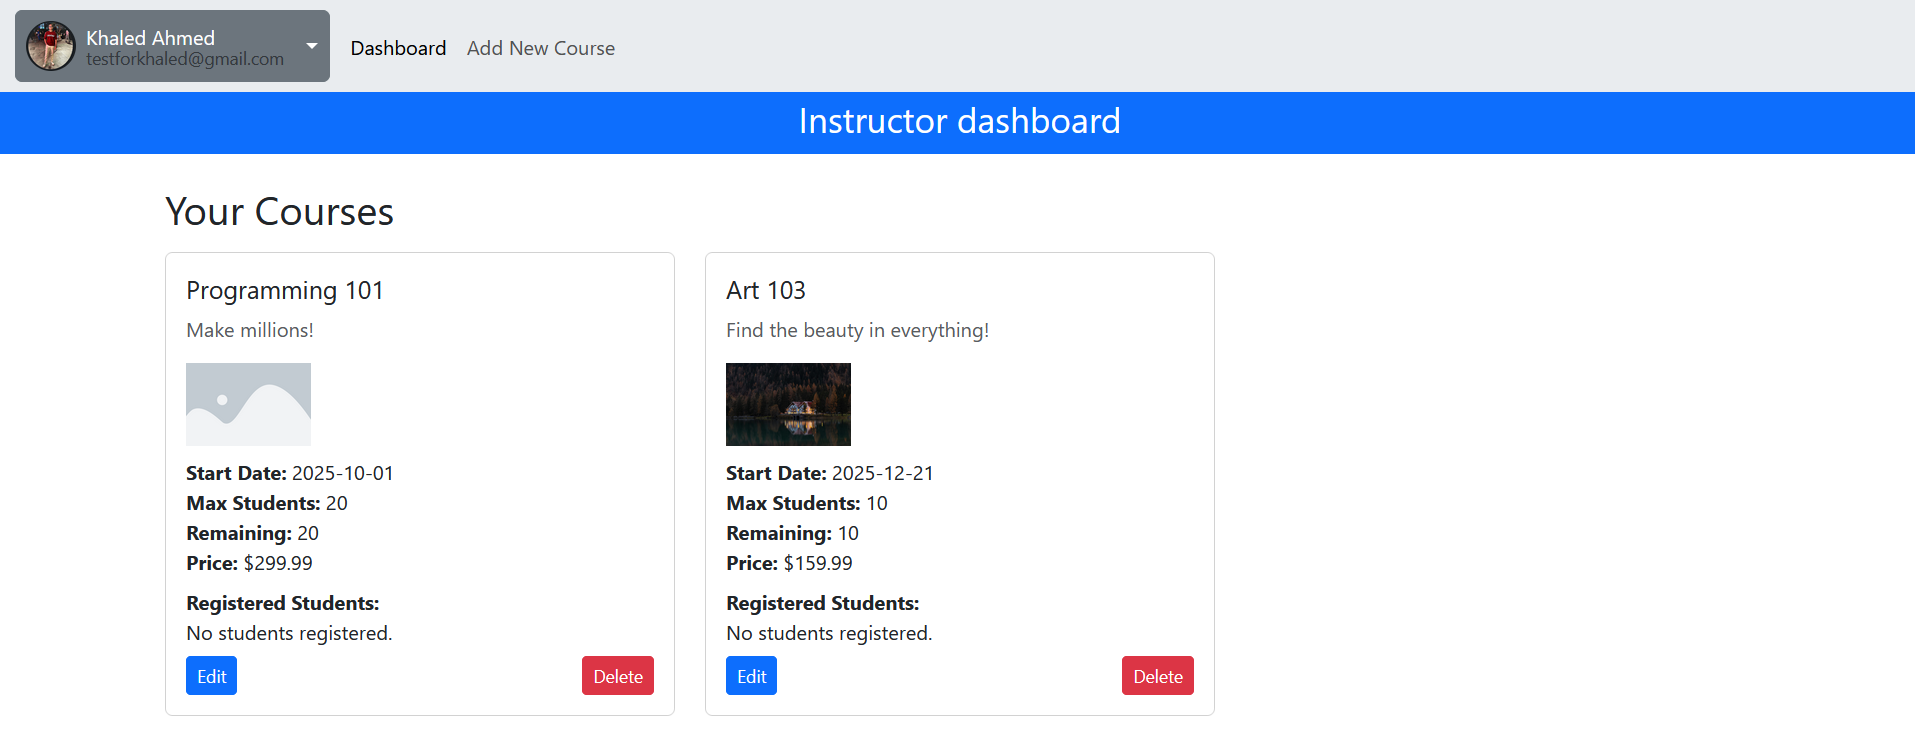 Khaled Ahmed
testforkhaled@gmail.com
Dashboard
Add New Course
Instructor dashboard
Your Courses
Programming 101
Make millions!
Start Date: 2025-10-01
Max Students: 20
Remaining: 20
Price: $299.99
Registered Students:
No students registered.
Edit
Delete
Art 103
Find the beauty in everything!
Start Date: 2025-12-21
Max Students: 10
Remaining: 10
Price: $159.99
Registered Students:
No students registered.
Edit
Delete